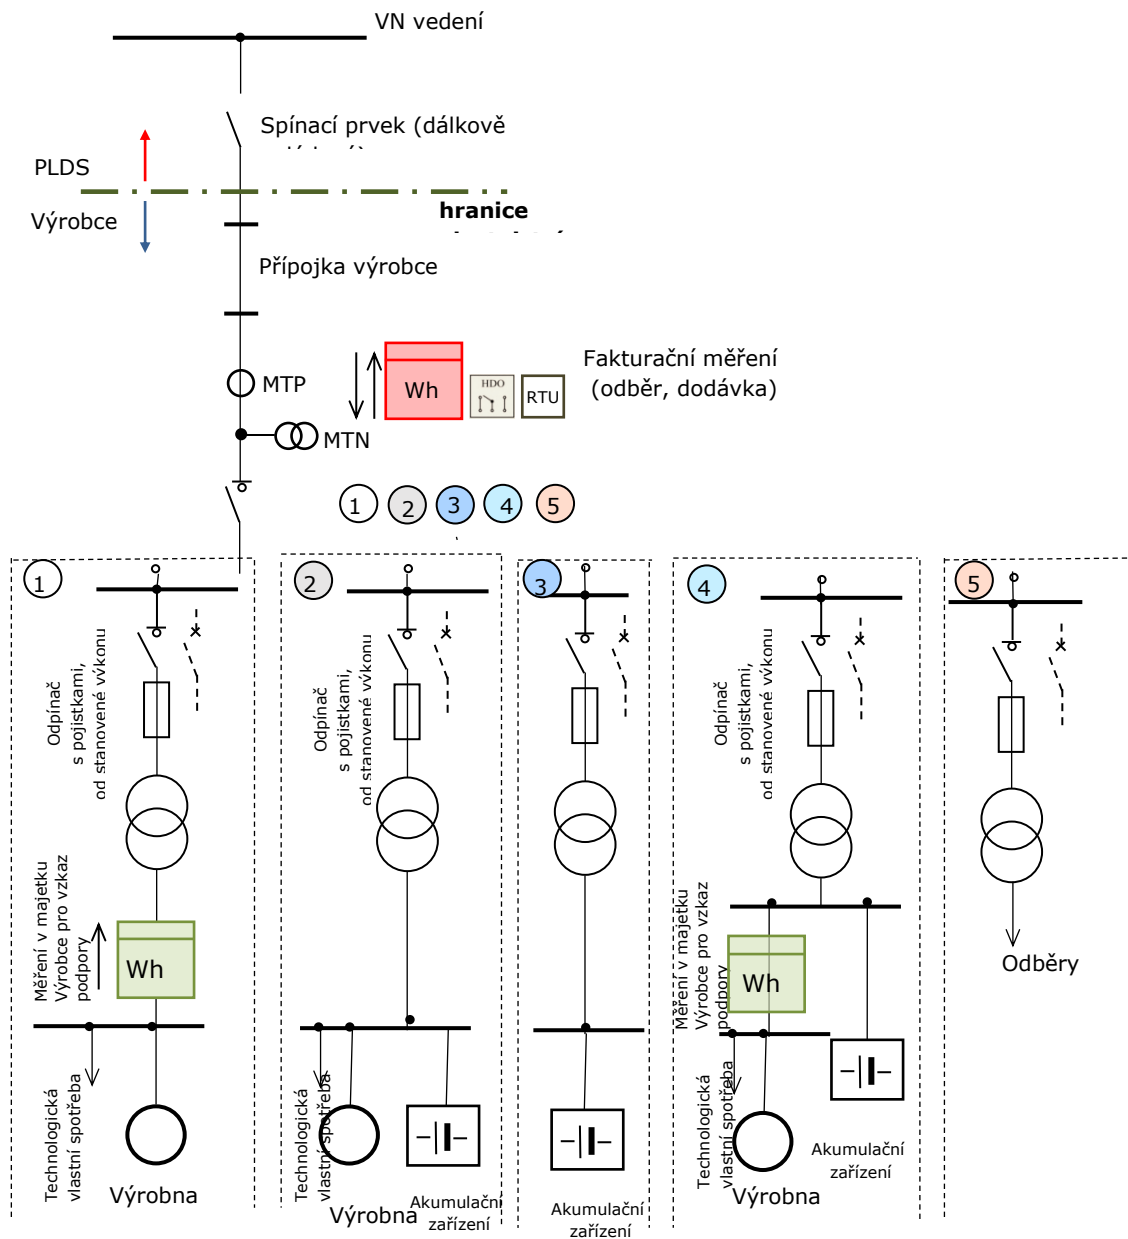 VN vedení
Spínací prvek (dálkově
PLDS
Výrobce
hranice
Přípojka výrobce
MTP
MTN
Wh
HDO
RTU
Fakturační měření
(odběr, dodávka)
1
2
3
4
5
1
Odpínač
s pojistkami,
od stanovené výkonu
Měření v majetku
Výrobce pro vzkaz
podpory
Wh
Technologická
vlastní spotřeba
Výrobna
2
Odpínač
s pojistkami,
od stanovené výkonu
Technologická
vlastní spotřeba
Výrobna
Akumulační
zařízení
3
Akumulační
zařízení
4
Odpínač
s pojistkami,
od stanovené výkonu
Měření v majetku
Výrobce pro vzkaz
podpory
Wh
Technologická
vlastní spotřeba
Výrobna
Akumulační
zařízení
5
Odběry